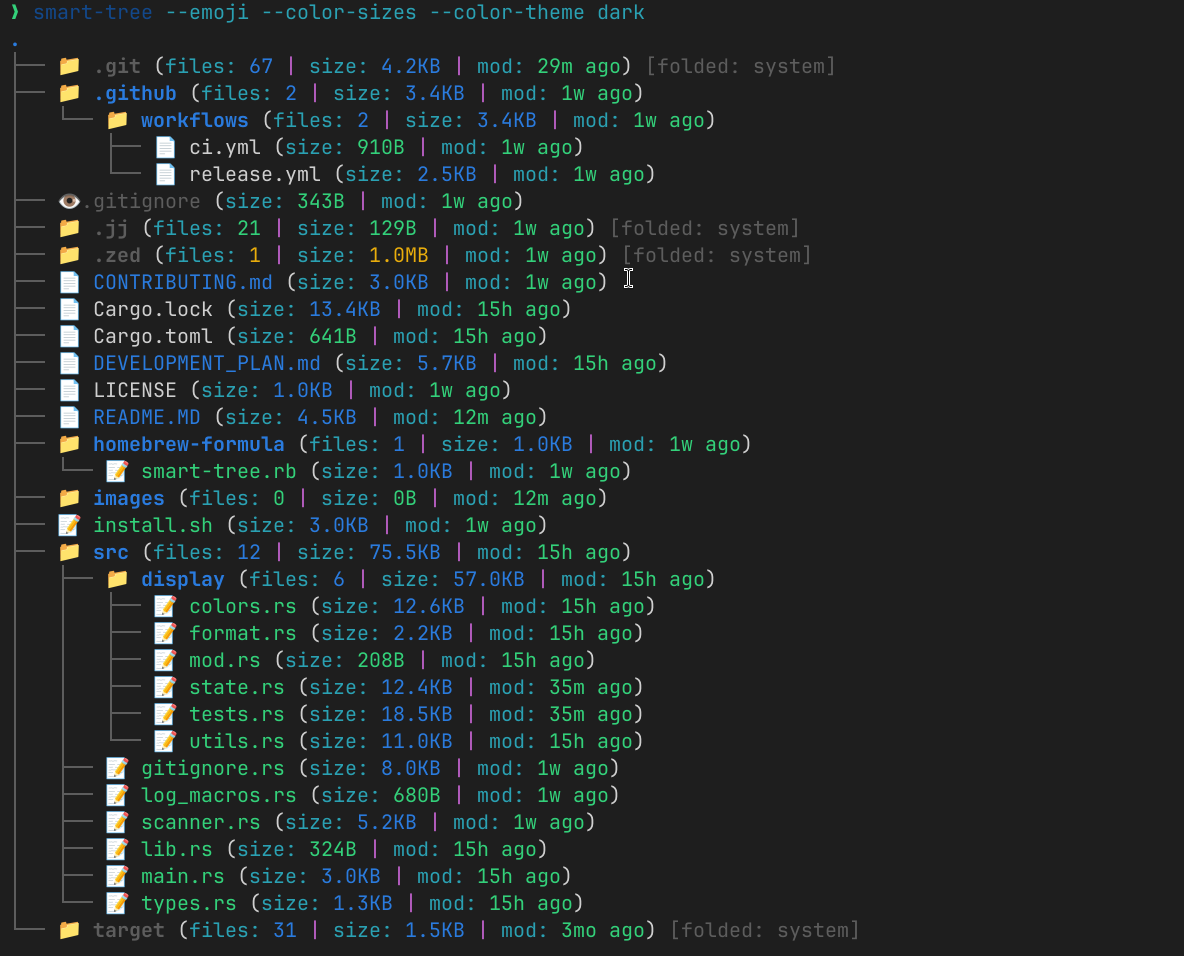 ❯ smart-tree --emoji --color-sizes --color-theme dark
.
├── 📁 .git (files: 67 | size: 4.2KB | mod: 29m ago) [folded: system]
├── 📁 .github (files: 2 | size: 3.4KB | mod: 1w ago)
│   └── 📁 workflows (files: 2 | size: 3.4KB | mod: 1w ago)
│       ├── 📄 ci.yml (size: 910B | mod: 1w ago)
│       └── 📄 release.yml (size: 2.5KB | mod: 1w ago)
├── 👁️.gitignore (size: 343B | mod: 1w ago)
├── 📁 .jj (files: 21 | size: 129B | mod: 1w ago) [folded: system]
├── 📁 .zed (files: 1 | size: 1.0MB | mod: 1w ago) [folded: system]
├── 📄 CONTRIBUTING.md (size: 3.0KB | mod: 1w ago)
├── 📄 Cargo.lock (size: 13.4KB | mod: 15h ago)
├── 📄 Cargo.toml (size: 641B | mod: 15h ago)
├── 📄 DEVELOPMENT_PLAN.md (size: 5.7KB | mod: 15h ago)
├── 📄 LICENSE (size: 1.0KB | mod: 1w ago)
├── 📄 README.MD (size: 4.5KB | mod: 12m ago)
├── 📁 homebrew-formula (files: 1 | size: 1.0KB | mod: 1w ago)
│   └── 📝 smart-tree.rb (size: 1.0KB | mod: 1w ago)
├── 📁 images (files: 0 | size: 0B | mod: 12m ago)
├── 📝 install.sh (size: 3.0KB | mod: 1w ago)
├── 📁 src (files: 12 | size: 75.5KB | mod: 15h ago)
│   ├── 📁 display (files: 6 | size: 57.0KB | mod: 15h ago)
│   │   ├── 📝 colors.rs (size: 12.6KB | mod: 15h ago)
│   │   ├── 📝 format.rs (size: 2.2KB | mod: 15h ago)
│   │   ├── 📝 mod.rs (size: 208B | mod: 15h ago)
│   │   ├── 📝 state.rs (size: 12.4KB | mod: 35m ago)
│   │   ├── 📝 tests.rs (size: 18.5KB | mod: 35m ago)
│   │   └── 📝 utils.rs (size: 11.0KB | mod: 15h ago)
│   ├── 📝 gitignore.rs (size: 8.0KB | mod: 1w ago)
│   ├── 📝 log_macros.rs (size: 680B | mod: 1w ago)
│   ├── 📝 scanner.rs (size: 5.2KB | mod: 1w ago)
│   ├── 📝 lib.rs (size: 324B | mod: 15h ago)
│   ├── 📝 main.rs (size: 3.0KB | mod: 15h ago)
│   └── 📝 types.rs (size: 1.3KB | mod: 15h ago)
└── 📁 target (files: 31 | size: 1.5KB | mod: 3mo ago) [folded: system]